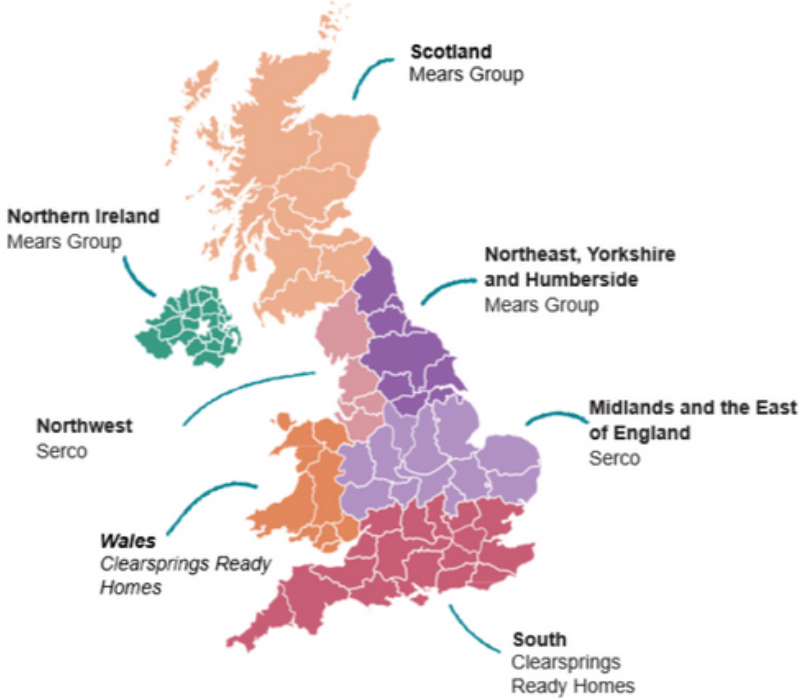 Scotland
Mears Group
Northern Ireland
Mears Group
Northeast, Yorkshire
and Humberside
Mears Group
Northwest
Serco
Midlands and the East
of England
Serco
Wales
Clearsprings Ready
Homes
South
Clearsprings
Ready Homes